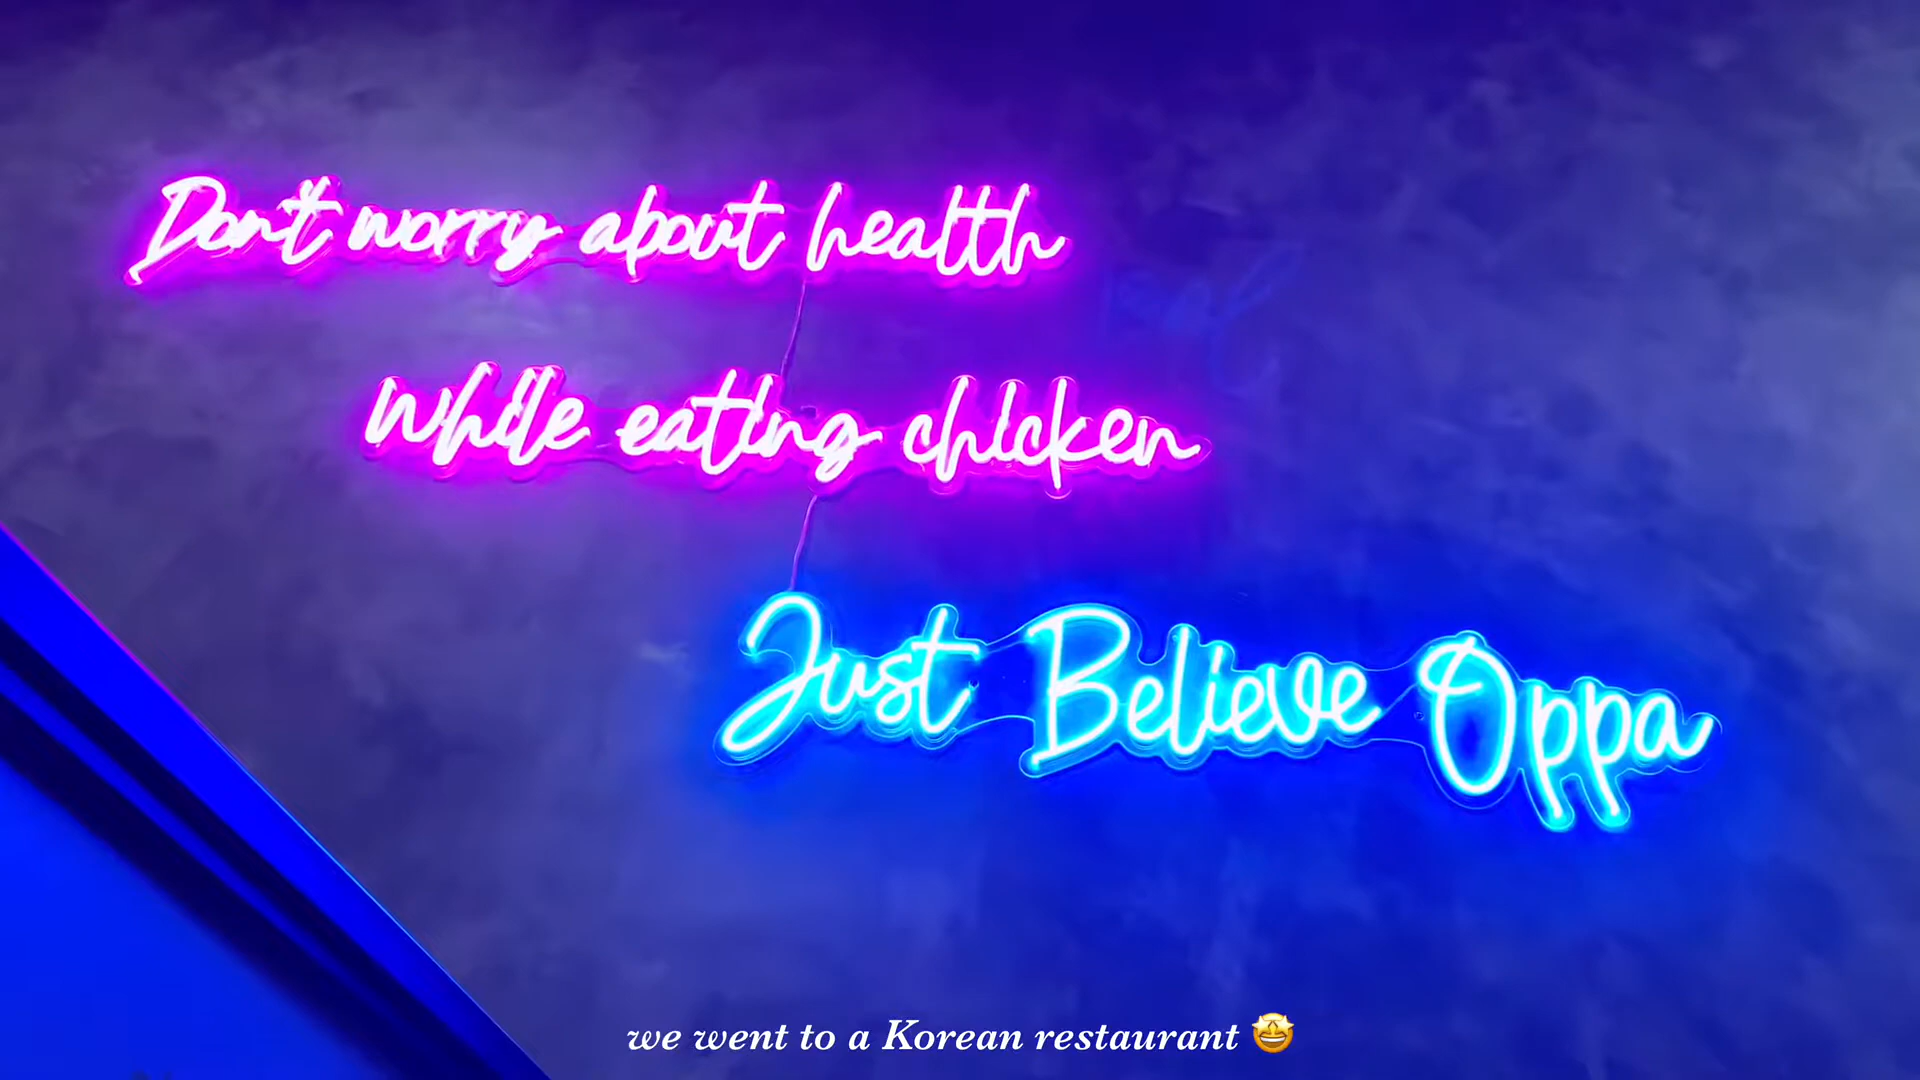 Don't worry about health
While eating chicken
Just Believe Oppa
we went to a Korean restaurant 🤩